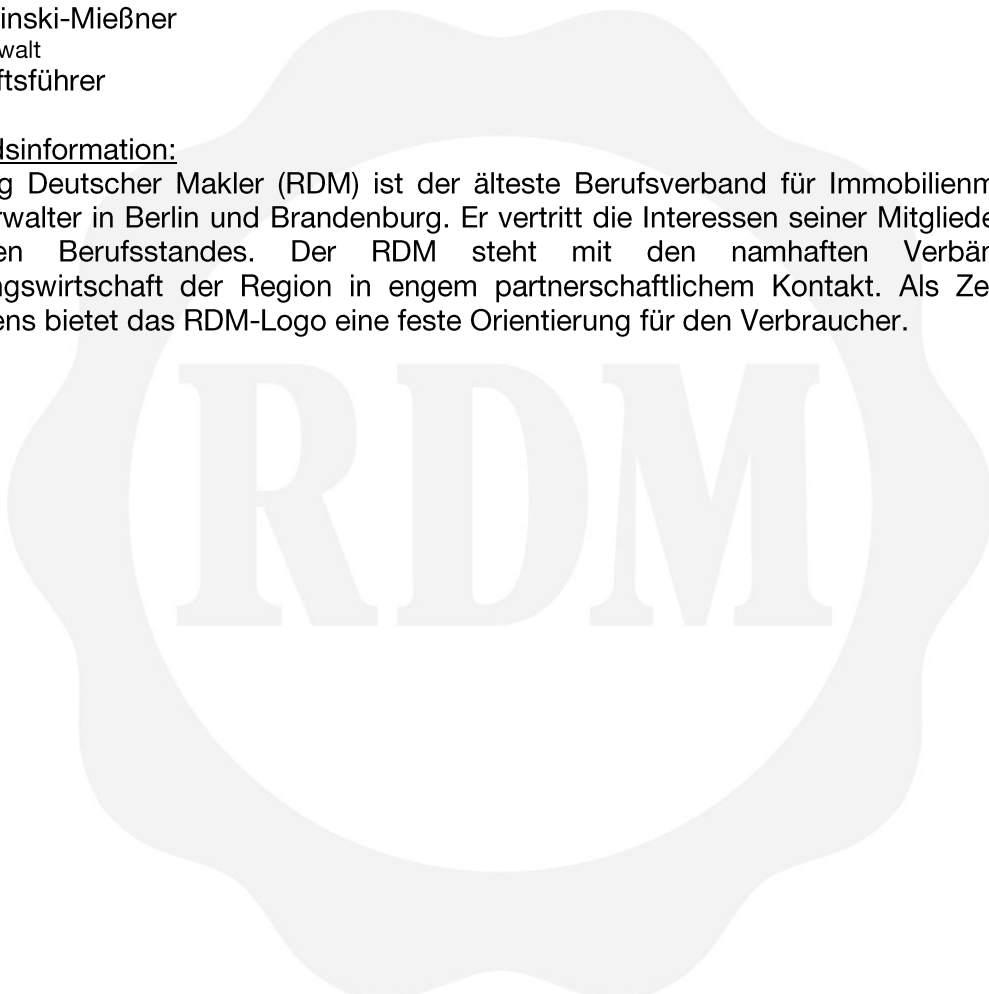 inski-Mießner
walt
ftsführer
dsinformation:
g Deutscher Makler (RDM) ist der älteste Berufsverband für Immobilienm
rwalter in Berlin und Brandenburg. Er vertritt die Interessen seiner Mitgliede
en Berufsstandes. Der RDM steht mit den namhaften Verbän
ngswirtschaft der Region in engem partnerschaftlichem Kontakt. Als Ze
ens bietet das RDM-Logo eine feste Orientierung für den Verbraucher.
RDM